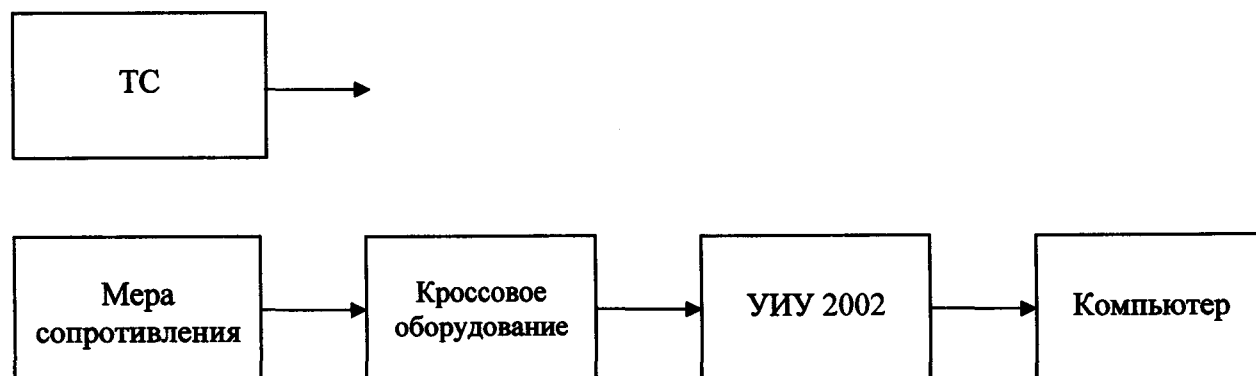 ТС
Мера
сопротивления
Кроссовое
оборудование
УИУ 2002
Компьютер